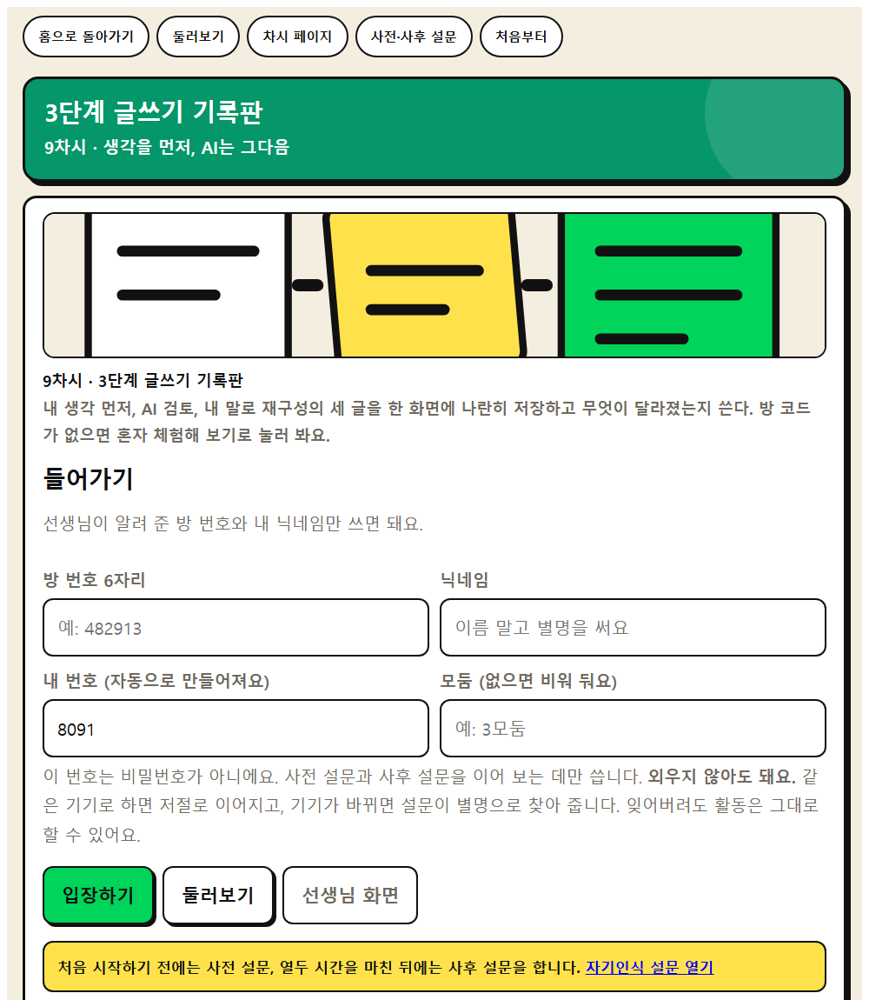 홈으로 돌아가기
둘러보기
차시 페이지
사전·사후 설문
처음부터
3단계 글쓰기 기록판
9차시 · 생각을 먼저, AI는 그다음
9차시 · 3단계 글쓰기 기록판
내 생각 먼저, AI 검토, 내 말로 재구성의 세 글을 한 화면에 나란히 저장하고 무엇이 달라졌는지 쓴다. 방 코드
가 없으면 혼자 체험해 보기로 눌러 봐요.
들어가기
선생님이 알려 준 방 번호와 내 닉네임만 쓰면 돼요.
방 번호 6자리
닉네임
예: 482913
이름 말고 별명을 써요
내 번호 (자동으로 만들어져요)
모둠 (없으면 비워 둬요)
8091
예: 3모둠
이 번호는 비밀번호가 아니에요. 사전 설문과 사후 설문을 이어 보는 데만 씁니다. 외우지 않아도 돼요. 같
은 기기로 하면 저절로 이어지고, 기기가 바뀌면 설문이 별명으로 찾아 줍니다. 잊어버려도 활동은 그대로
할 수 있어요.
입장하기
둘러보기
선생님 화면
처음 시작하기 전에는 사전 설문, 열두 시간을 마친 뒤에는 사후 설문을 합니다. 자기인식 설문 열기